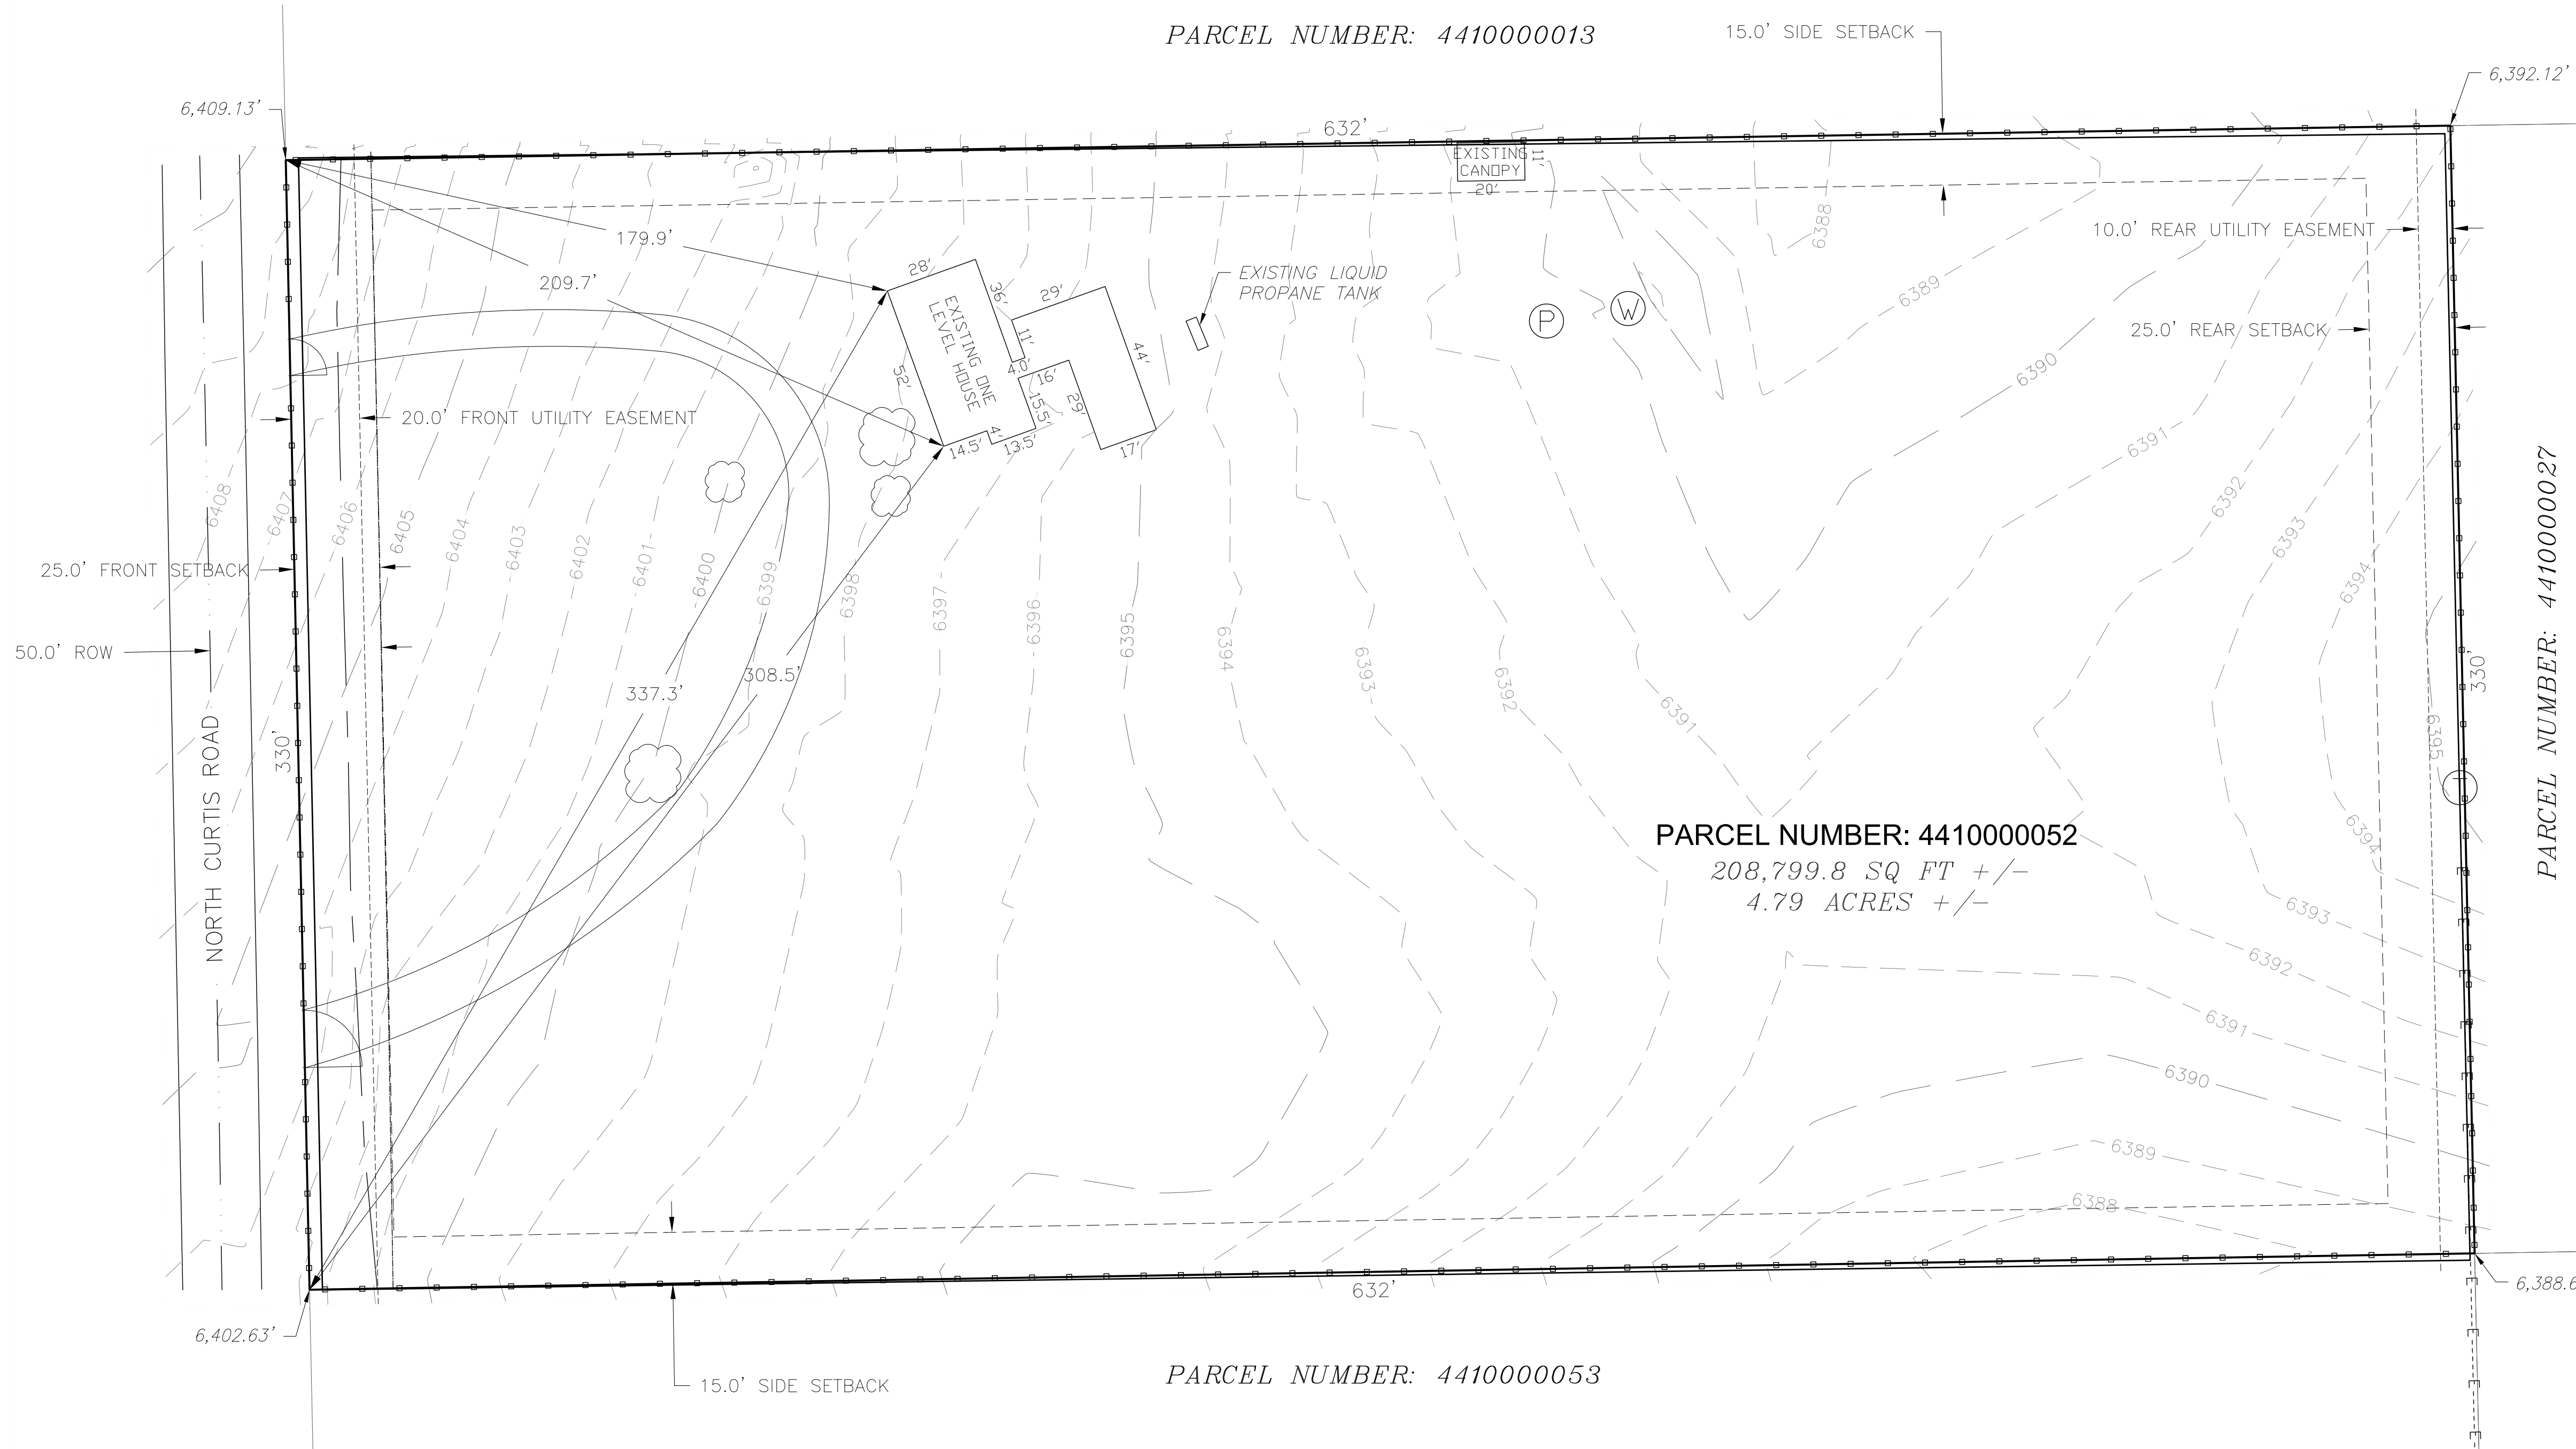 PARCEL NUMBER: 4410000013
15.0' SIDE SETBACK
6,392.12'
6,409.13'
632'
EXISTING
CANOPY
11'
20'
6388
179.9'
10.0' REAR UTILITY EASEMENT
209.7'
28'
EXISTING LIQUID
PROPANE TANK
36'
29'
EXISTING ONE
LEVEL HOUSE
6389
P
W
11'
25.0' REAR SETBACK
44'
4.0'
16'
52'
6390
15.5'
29'
20.0' FRONT UTILITY EASEMENT
4'
14.5'
13.5'
17'
6391
6392
6393
6394
6408
6407
6406
6405
6404
6403
6402
6401
6400
6399
6398
6397
6396
6395
6394
6393
6392
6391
25.0' FRONT SETBACK
50.0' ROW
337.3'
308.5'
330'
330'
6395
T
6394
NORTH CURTIS ROAD
PARCEL NUMBER: 4410000027
PARCEL NUMBER: 4410000052
208,799.8 SQ FT +/-
4.79 ACRES +/-
6393
6392
6391
6390
6389
6388
632'
6,388.6
6,402.63'
PARCEL NUMBER: 4410000053
15.0' SIDE SETBACK